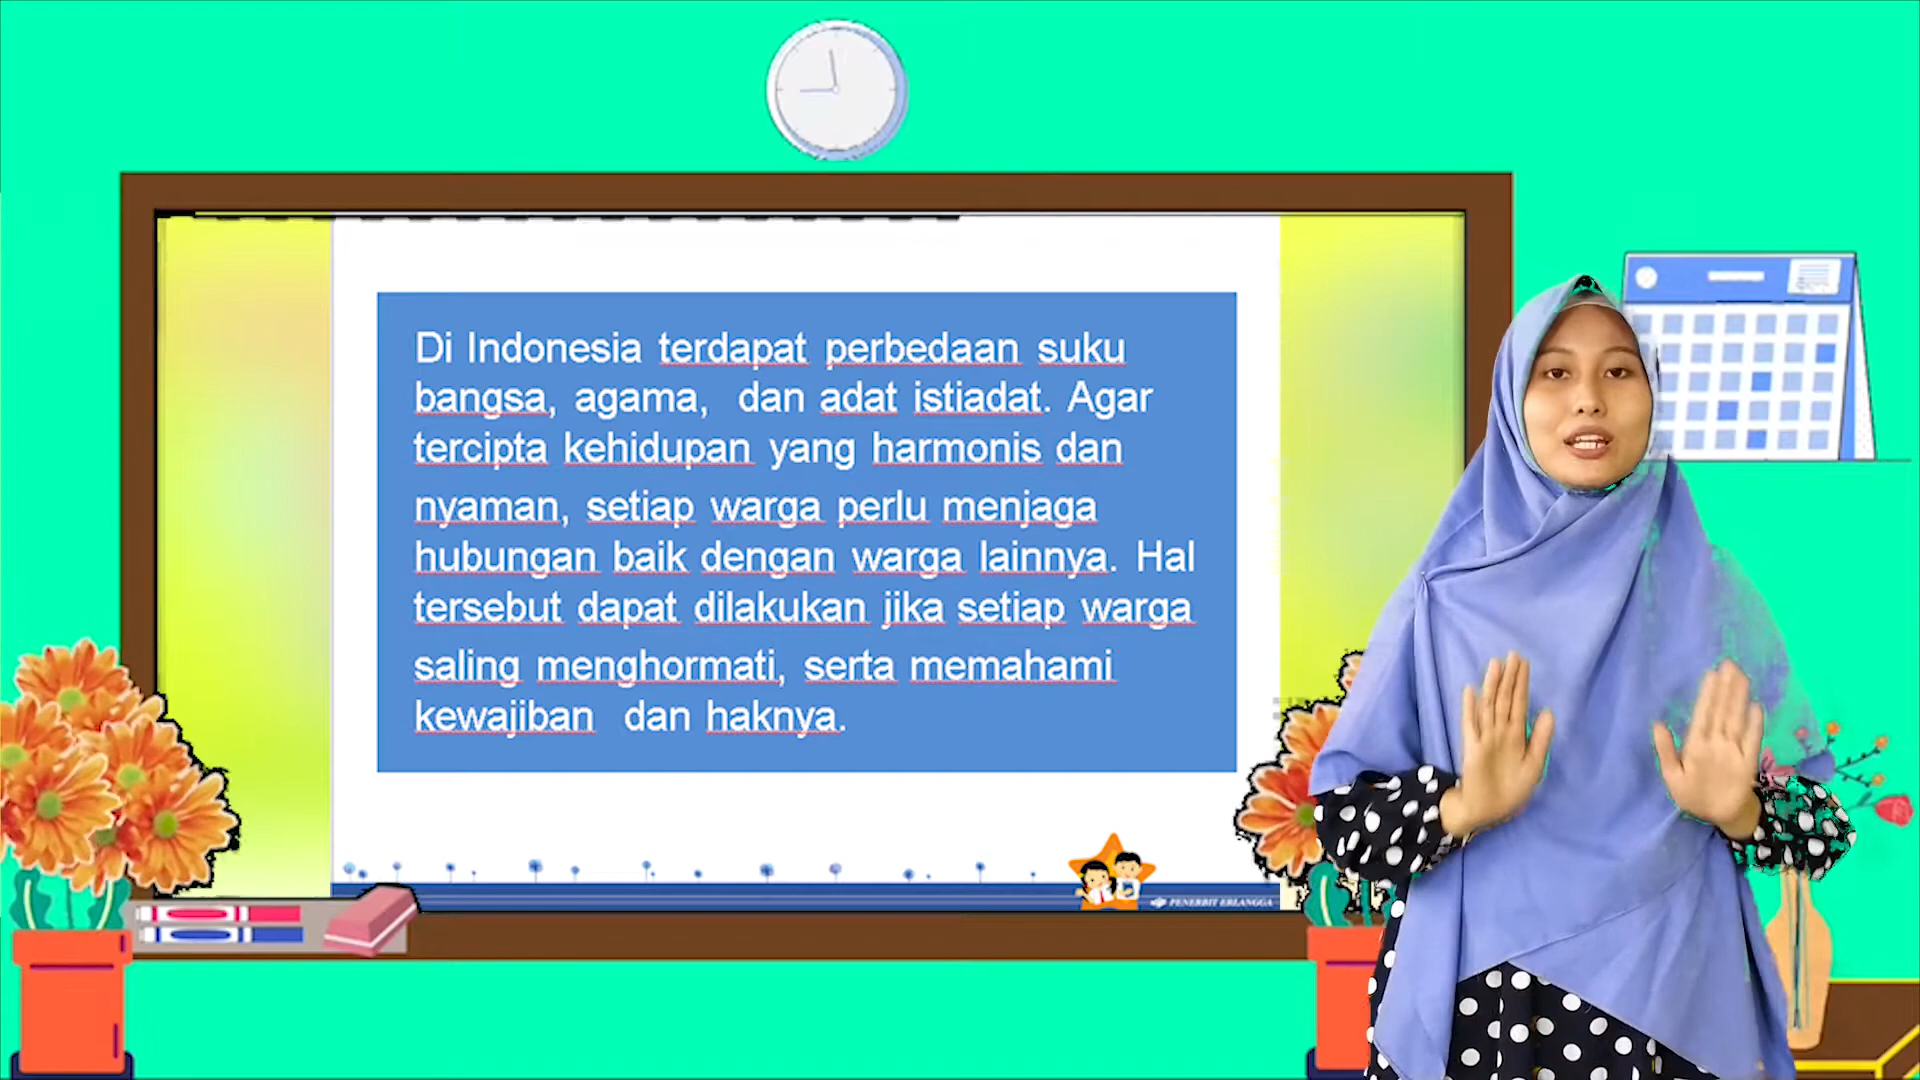 Di Indonesia terdapat perbedaan suku
bangsa, agama, dan adat istiadat. Agar
tercipta kehidupan yang harmonis dan
nyaman, setiap warga perlu menjaga
hubungan baik dengan warga lainnya. Hal
tersebut dapat dilakukan jika setiap warga
saling menghormati, serta memahami
kewajiban dan haknya.
PENERBIT ERLANGGA